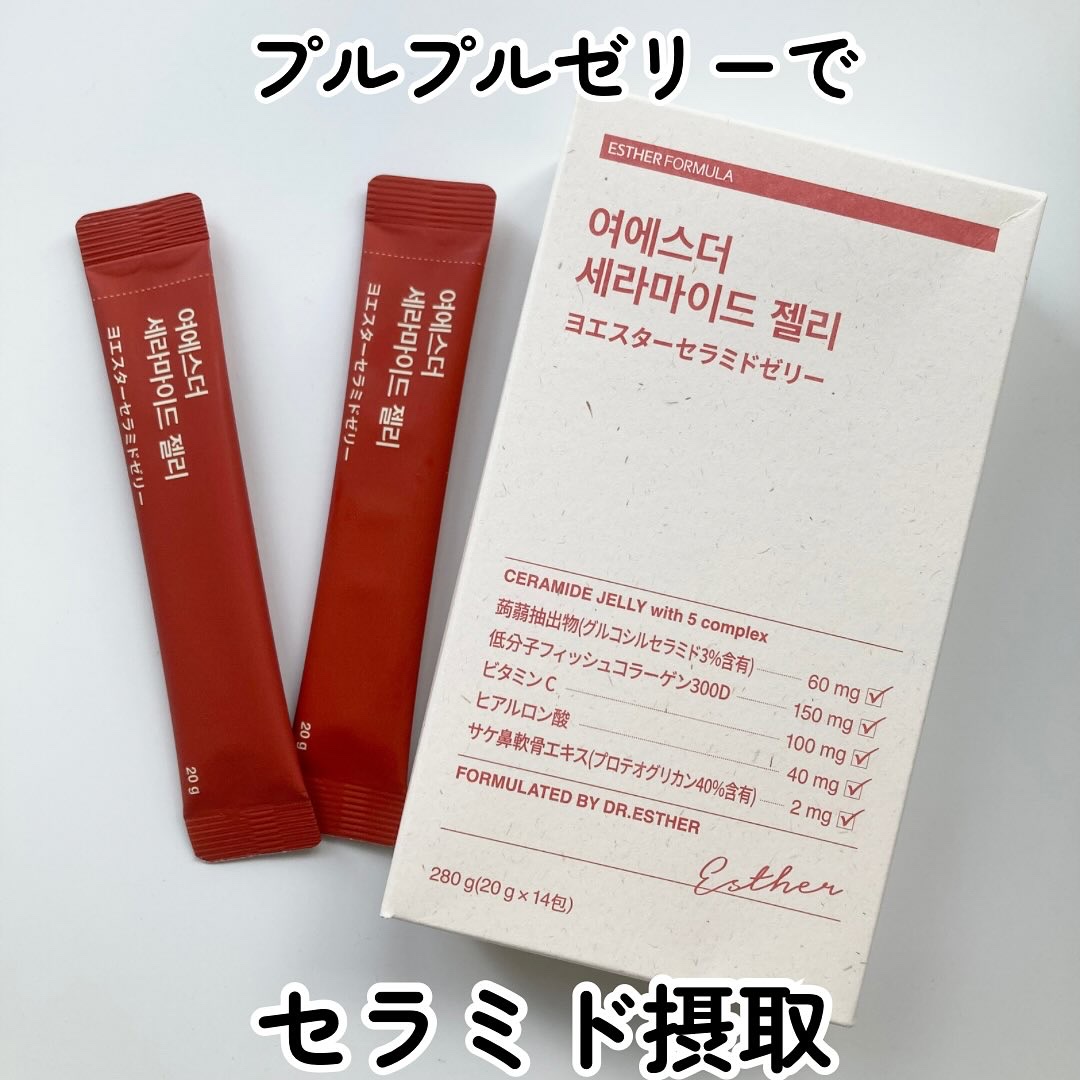 プルプルゼリーで
ESTHER FORMULA
여에스더
세라마이드 젤리
ヨエスターセラミドゼリー
CERAMIDE JELLY with 5 complex
蒟蒻抽出物(グルコシルセラミド3%含有) 60 mg
低分子フィッシュコラーゲン300D 150 mg
ビタミンC 100 mg
ヒアルロン酸 40 mg
サケ鼻軟骨エキス(プロテオグリカン40%含有) 2 mg
FORMULATED BY DR.ESTHER
Esther
280 g(20 g × 14包)
여에스더
세라마이드 젤리
ヨエスターセラミドゼリー
20 g
여에스더
세라마이드 젤리
ヨエスターセラミドゼリー
20 g
セラミド摂取